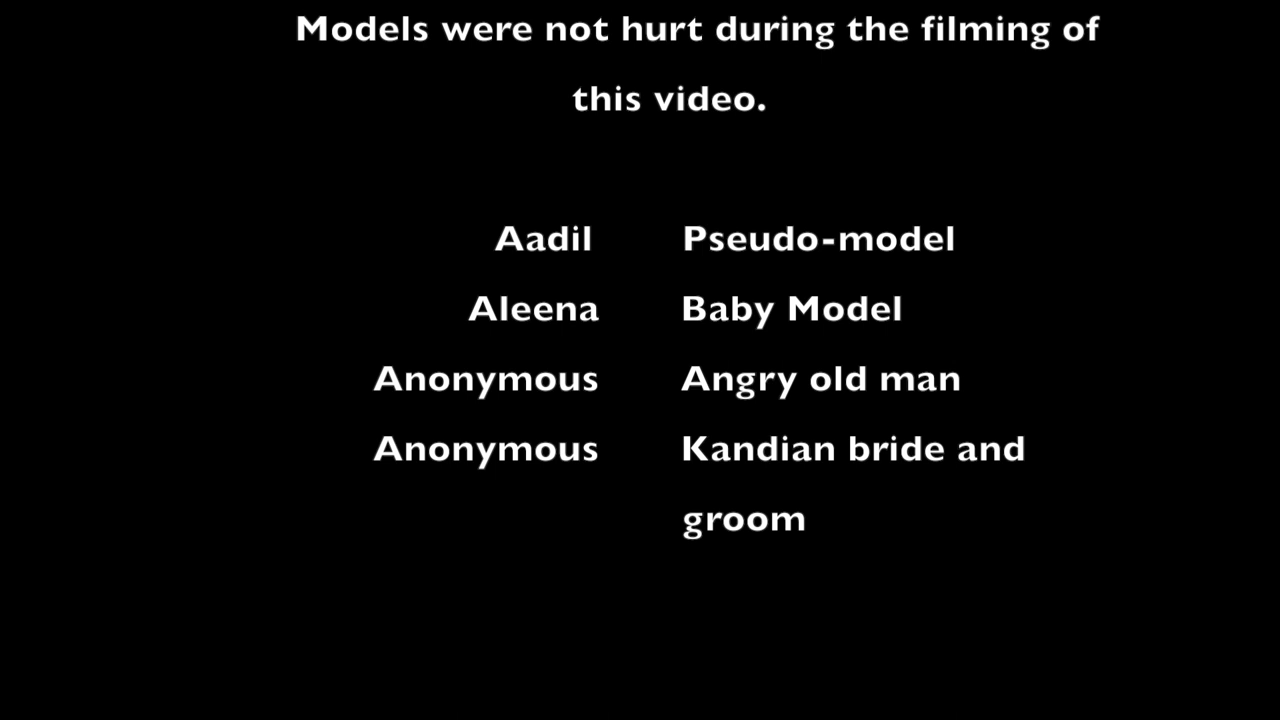 Models were not hurt during the filming of
this video.
Aadil Pseudo-model
Aleena Baby Model
Anonymous Angry old man
Anonymous Kandian bride and
groom